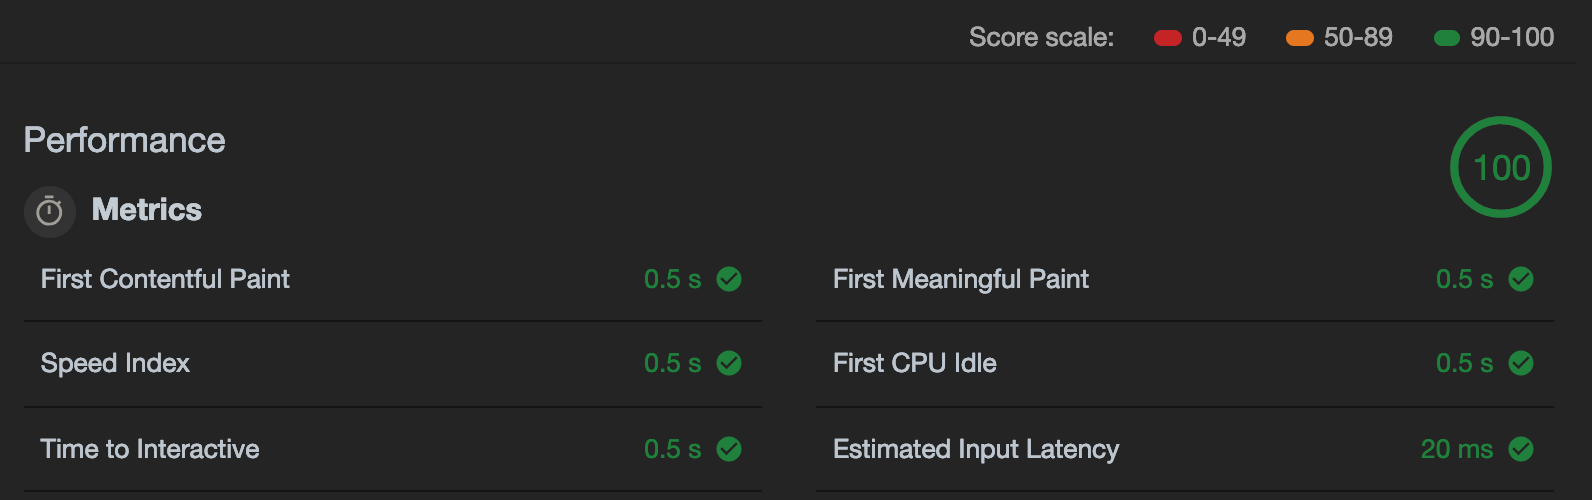 Score scale: 0-49 50-89 90-100
Performance
100
Metrics
First Contentful Paint 0.5 s
First Meaningful Paint 0.5 s
Speed Index 0.5 s
First CPU Idle 0.5 s
Time to Interactive 0.5 s
Estimated Input Latency 20 ms